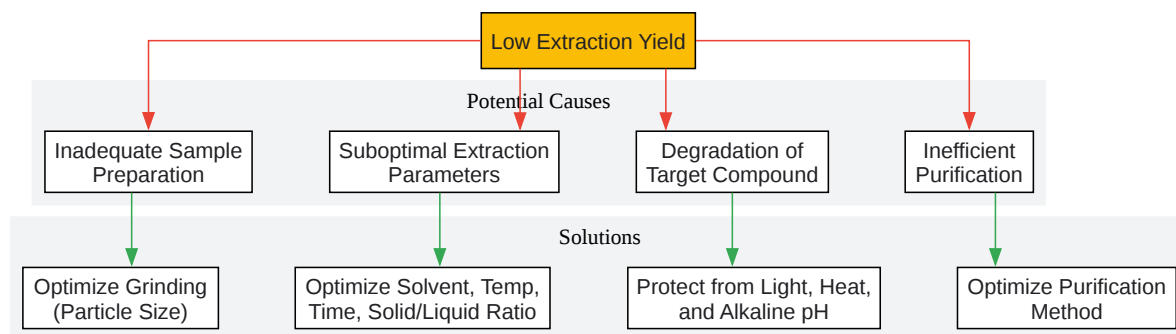 Low Extraction Yield
Potential Causes
Inadequate Sample
Preparation
Suboptimal Extraction
Parameters
Degradation of
Target Compound
Inefficient
Purification
Solutions
Optimize Grinding
(Particle Size)
Optimize Solvent, Temp,
Time, Solid/Liquid Ratio
Protect from Light, Heat,
and Alkaline pH
Optimize Purification
Method